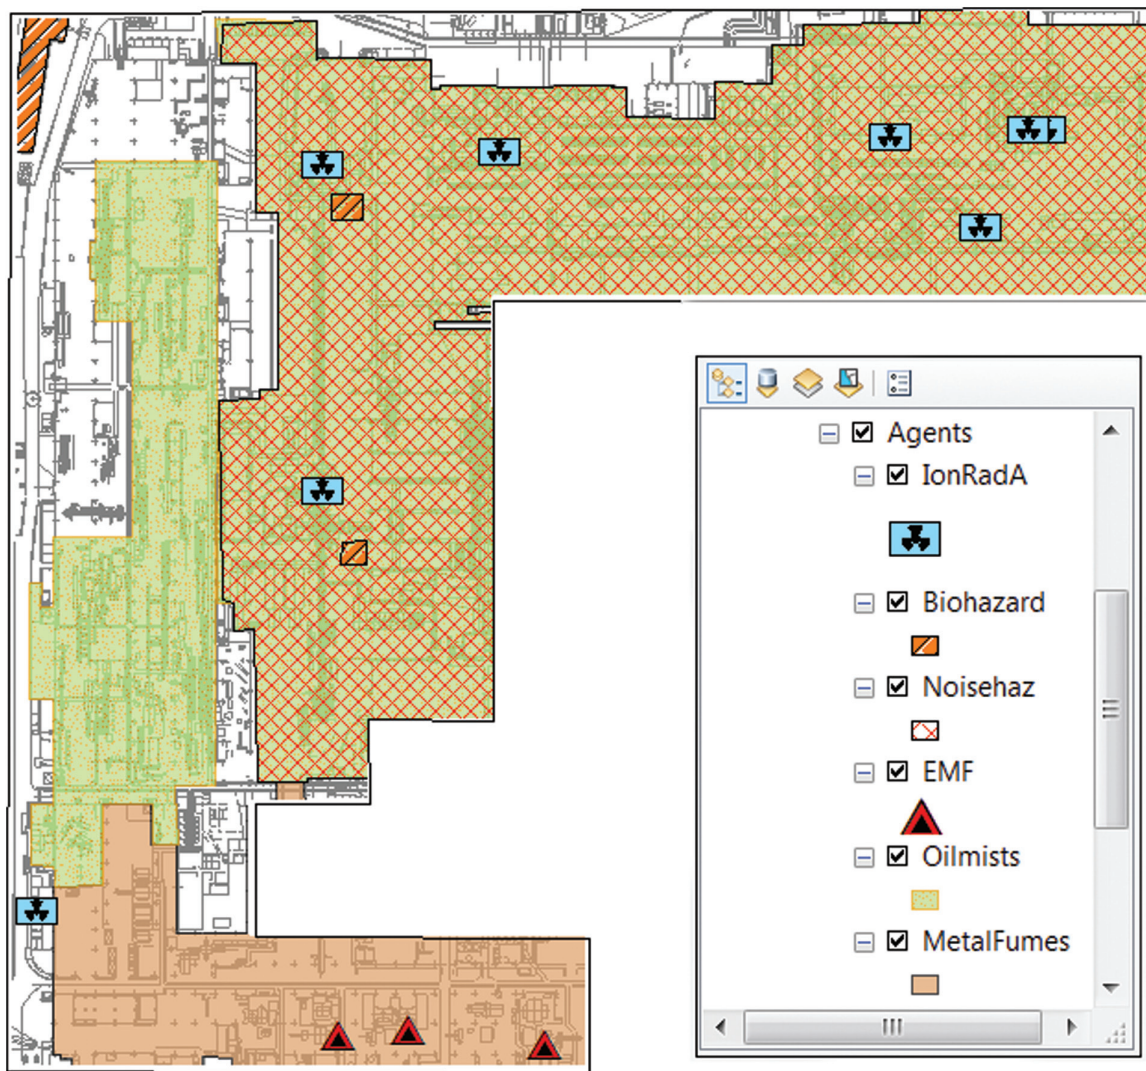 Agents
IonRadA
Biohazard
Noisehaz
EMF
Oilmists
MetalFumes